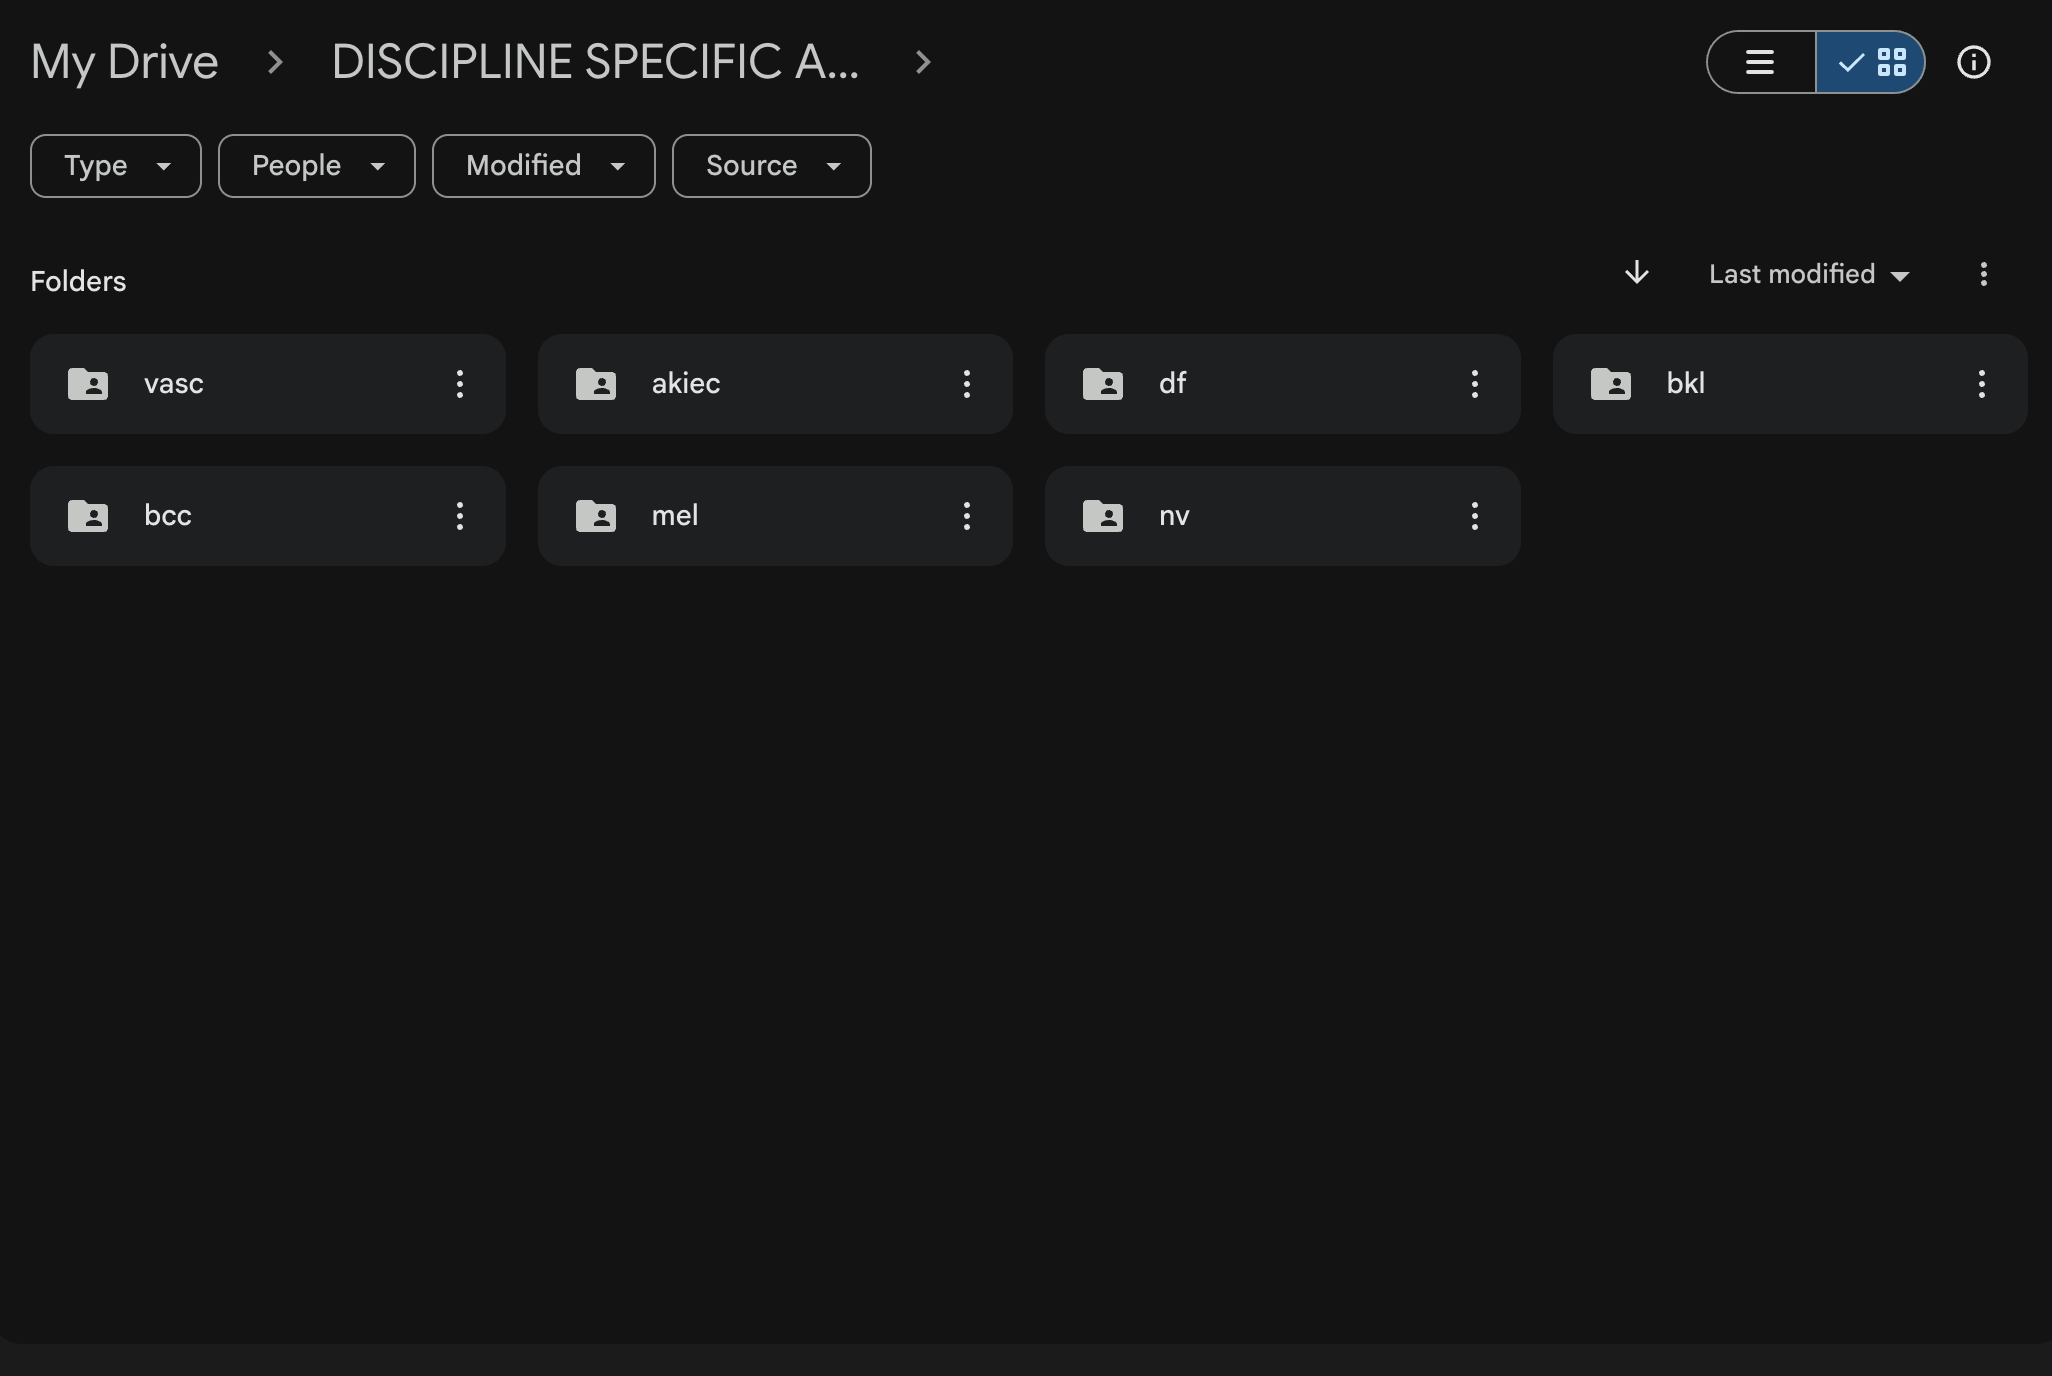 My Drive > DISCIPLINE SPECIFIC A... >
Type People Modified Source
Folders
Last modified
vasc akiec df bkl
bcc mel nv